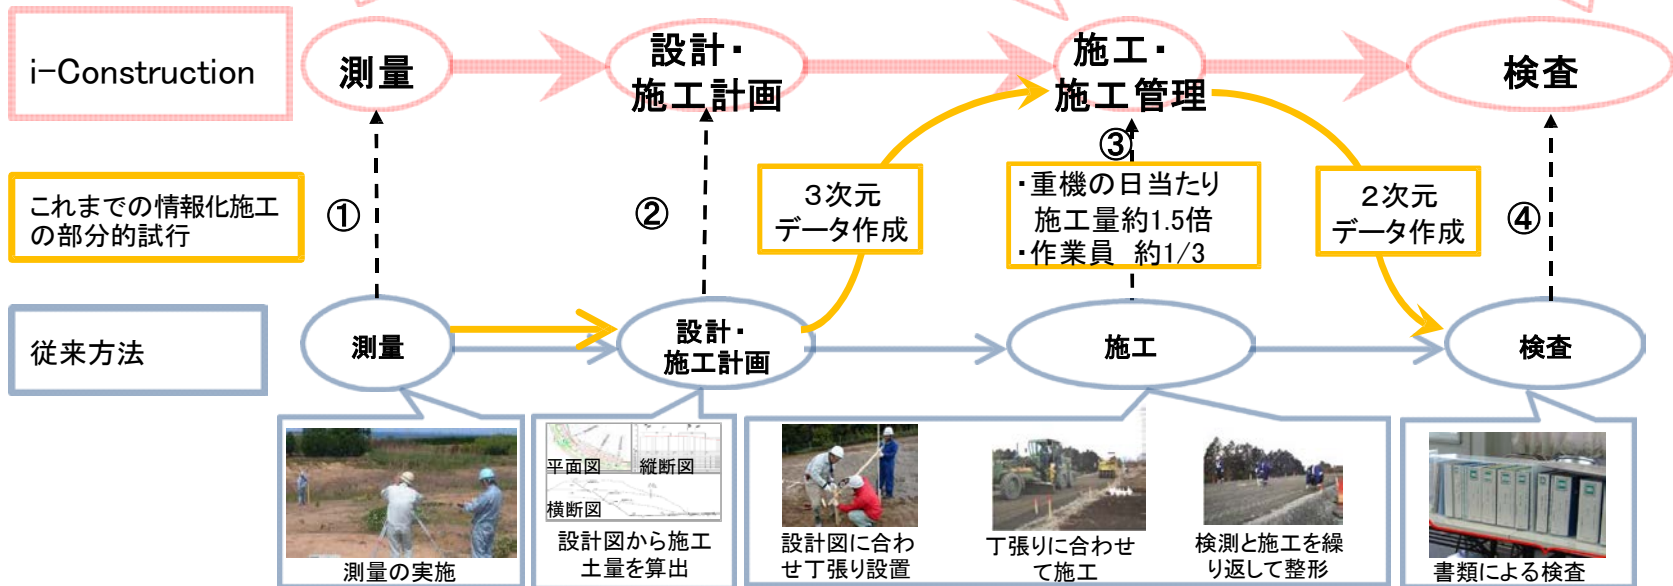 i-Construction
測量
設計・
施工計画
施工・
施工管理
検査
これまでの情報化施工
の部分的試行
①
②
3次元
データ作成
③
・重機の日当たり
施工量約1.5倍
・作業員 約1/3
2次元
データ作成
④
従来方法
測量
設計・
施工計画
施工
検査
測量の実施
平面図
縦断図
横断図
設計図から施工
土量を算出
設計図に合わ
せ丁張り設置
丁張りに合わせ
て施工
検測と施工を繰
り返して整形
書類による検査